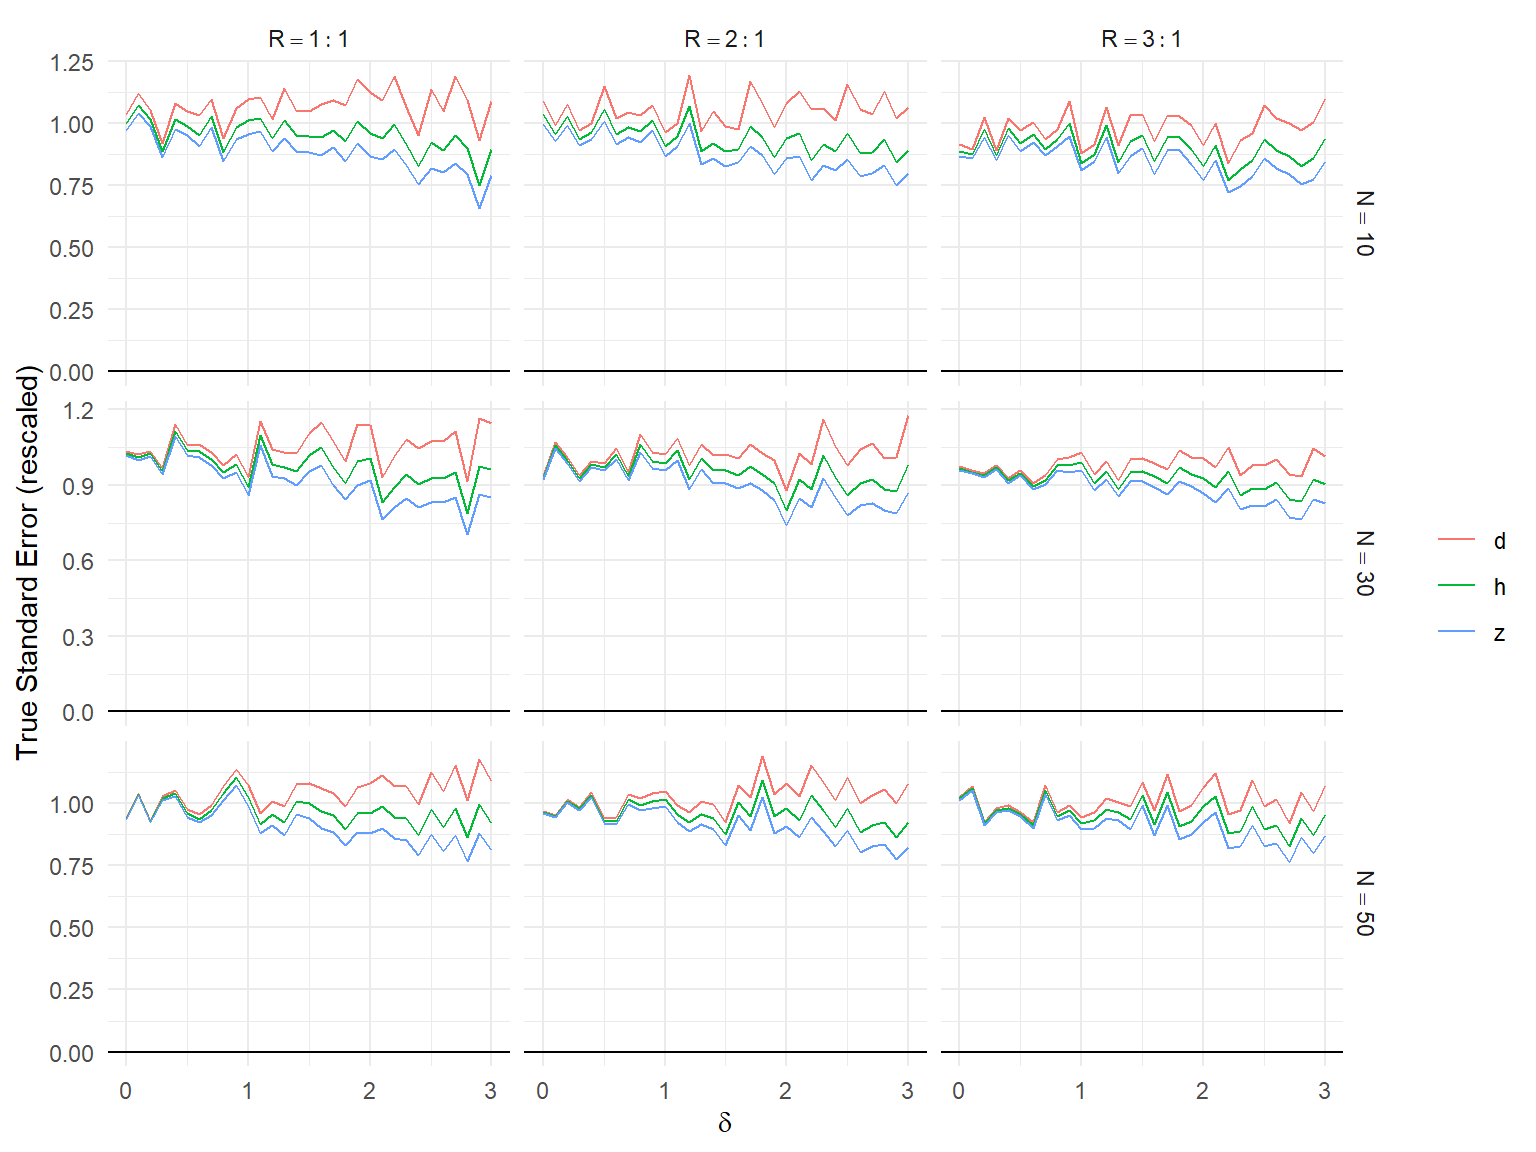 R = 1 : 1
R = 2 : 1
R = 3 : 1
1.25
1.00
0.75
0.50
0.25
0.00
N = 10
1.2
0.9
0.6
0.3
0.0
N = 30
1.00
0.75
0.50
0.25
0.00
N = 50
True Standard Error (rescaled)
0 1 2 3
0 1 2 3
0 1 2 3
δ
d
h
z